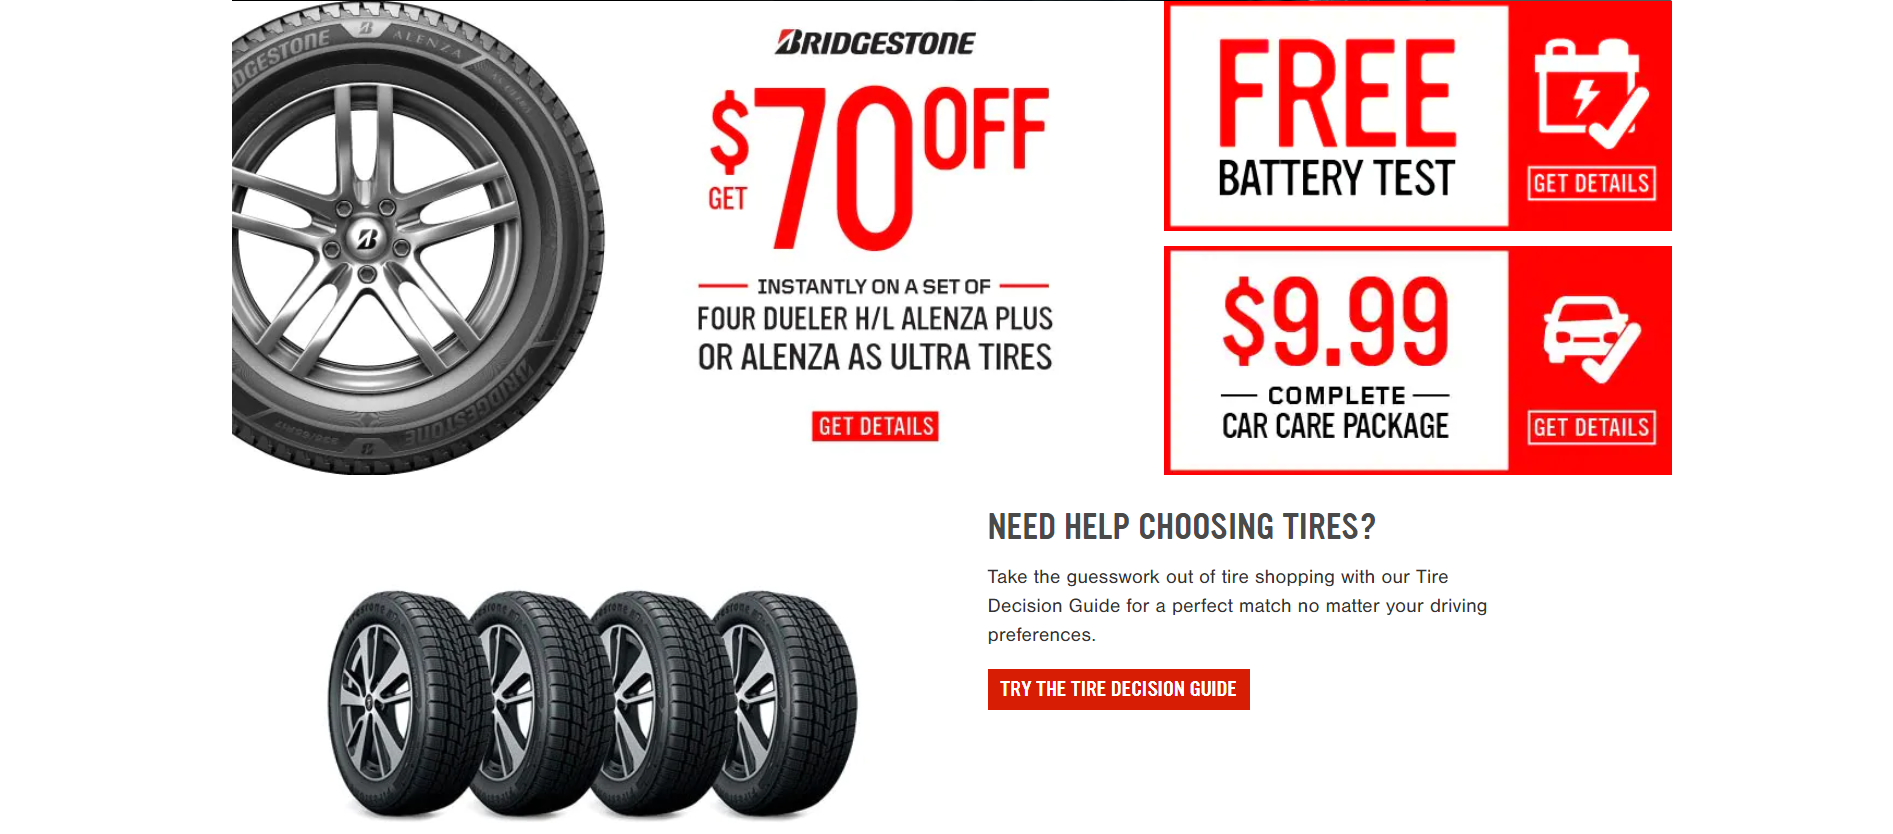 BRIDGESTONE
ALENZA
BRIDGESTONE
$70 OFF
GET
INSTANTLY ON A SET OF
FOUR DUELER H/L ALENZA PLUS
OR ALENZA AS ULTRA TIRES
GET DETAILS
FREE
BATTERY TEST
GET DETAILS
$9.99
COMPLETE
CAR CARE PACKAGE
GET DETAILS
BRIDGESTONE
NEED HELP CHOOSING TIRES?
Take the guesswork out of tire shopping with our Tire
Decision Guide for a perfect match no matter your driving
preferences.
TRY THE TIRE DECISION GUIDE